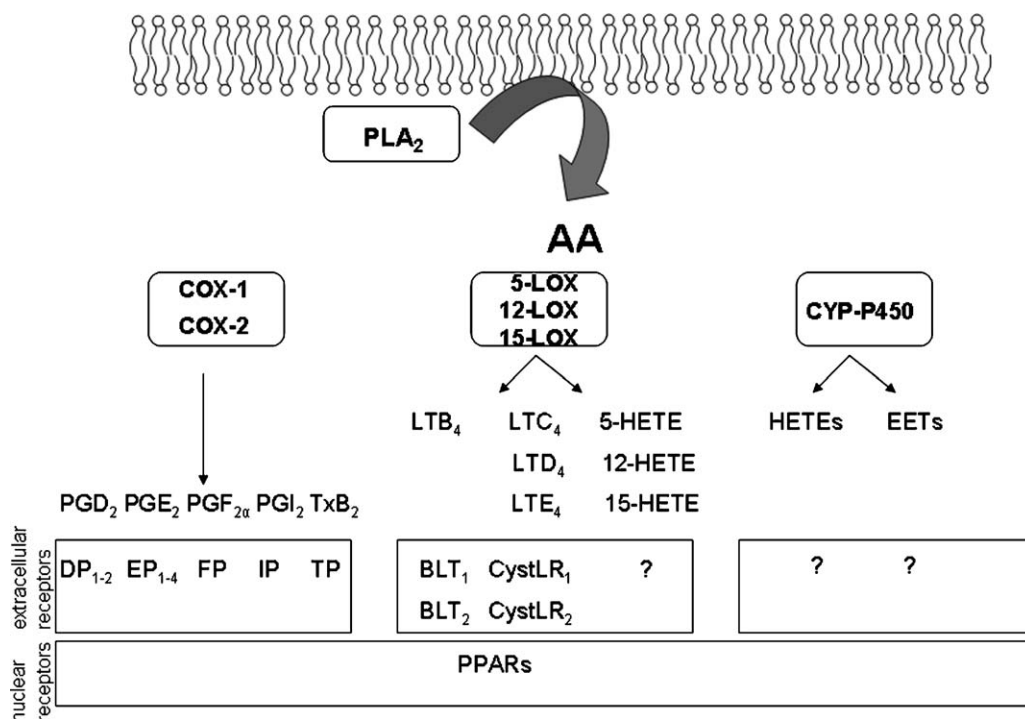 PLA₂
AA
COX-1
COX-2
5-LOX
12-LOX
15-LOX
CYP-P450
LTB₄ LTC₄ 5-HETE
LTD₄ 12-HETE
LTE₄ 15-HETE
HETEs EETs
PGD₂ PGE₂ PGF₂α PGI₂ TxB₂
extracellular
receptors
DP₁₋₂ EP₁₋₄ FP IP TP
BLT₁ CystLR₁ ?
BLT₂ CystLR₂
? ?
nuclear
receptors
PPARs